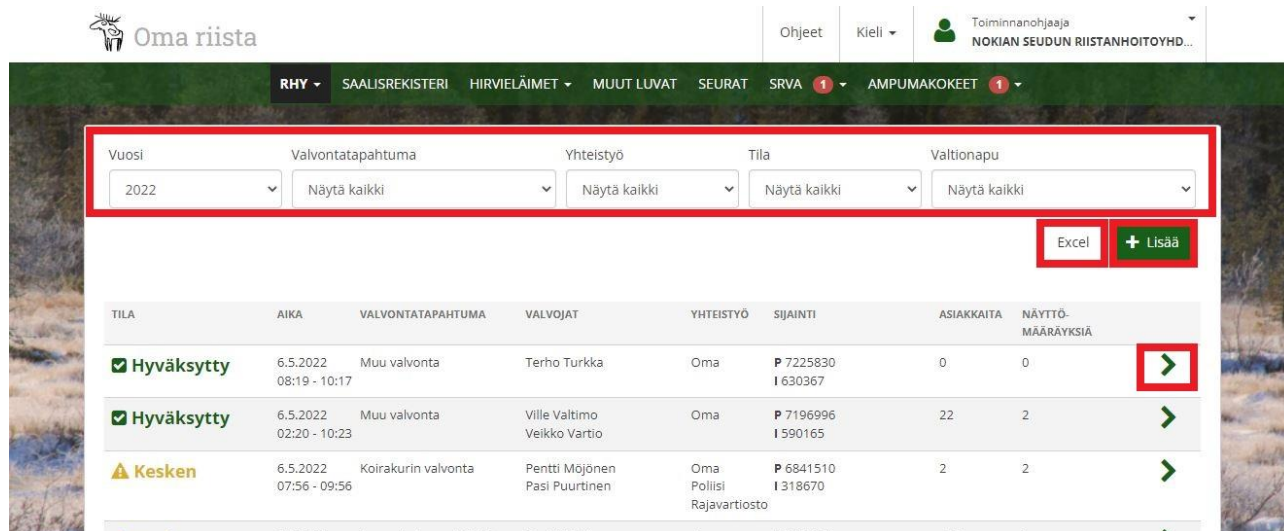 Oma riista
Ohjeet
Kieli
Toiminnanohjaaja
NOKIAN SEUDUN RIISTANHOITOYHD...
RHY SAALISREKISTERI HIRVIELÄIMET MUUT LUVAT SEURAT SRVA 1 AMPUMAKOKEET 1
Vuosi Valvontatapahtuma Yhteistyö Tila Valtionapu
2022 Näytä kaikki Näytä kaikki Näytä kaikki Näytä kaikki
Excel + Lisää
TILA AIKA VALVONTATAPAHTUMA VALVOJAT YHTEISTYÖ SIJAINTI ASIAKKAITA NÄYTTÖ-
MÄÄRÄYKSIÄ
Hyväksytty 6.5.2022 Muu valvonta Terho Turkka Oma P 7225830 0 0
08:19 - 10:17 I 630367
Hyväksytty 6.5.2022 Muu valvonta Ville Valtimo Oma P 7196996 22 2
02:20 - 10:23 Veikko Vartio I 590165
Kesken 6.5.2022 Koirakurin valvonta Pentti Möjönen Oma P 6841510 2 2
07:56 - 09:56 Pasi Puurtinen Poliisi I 318670
Rajavartiosto